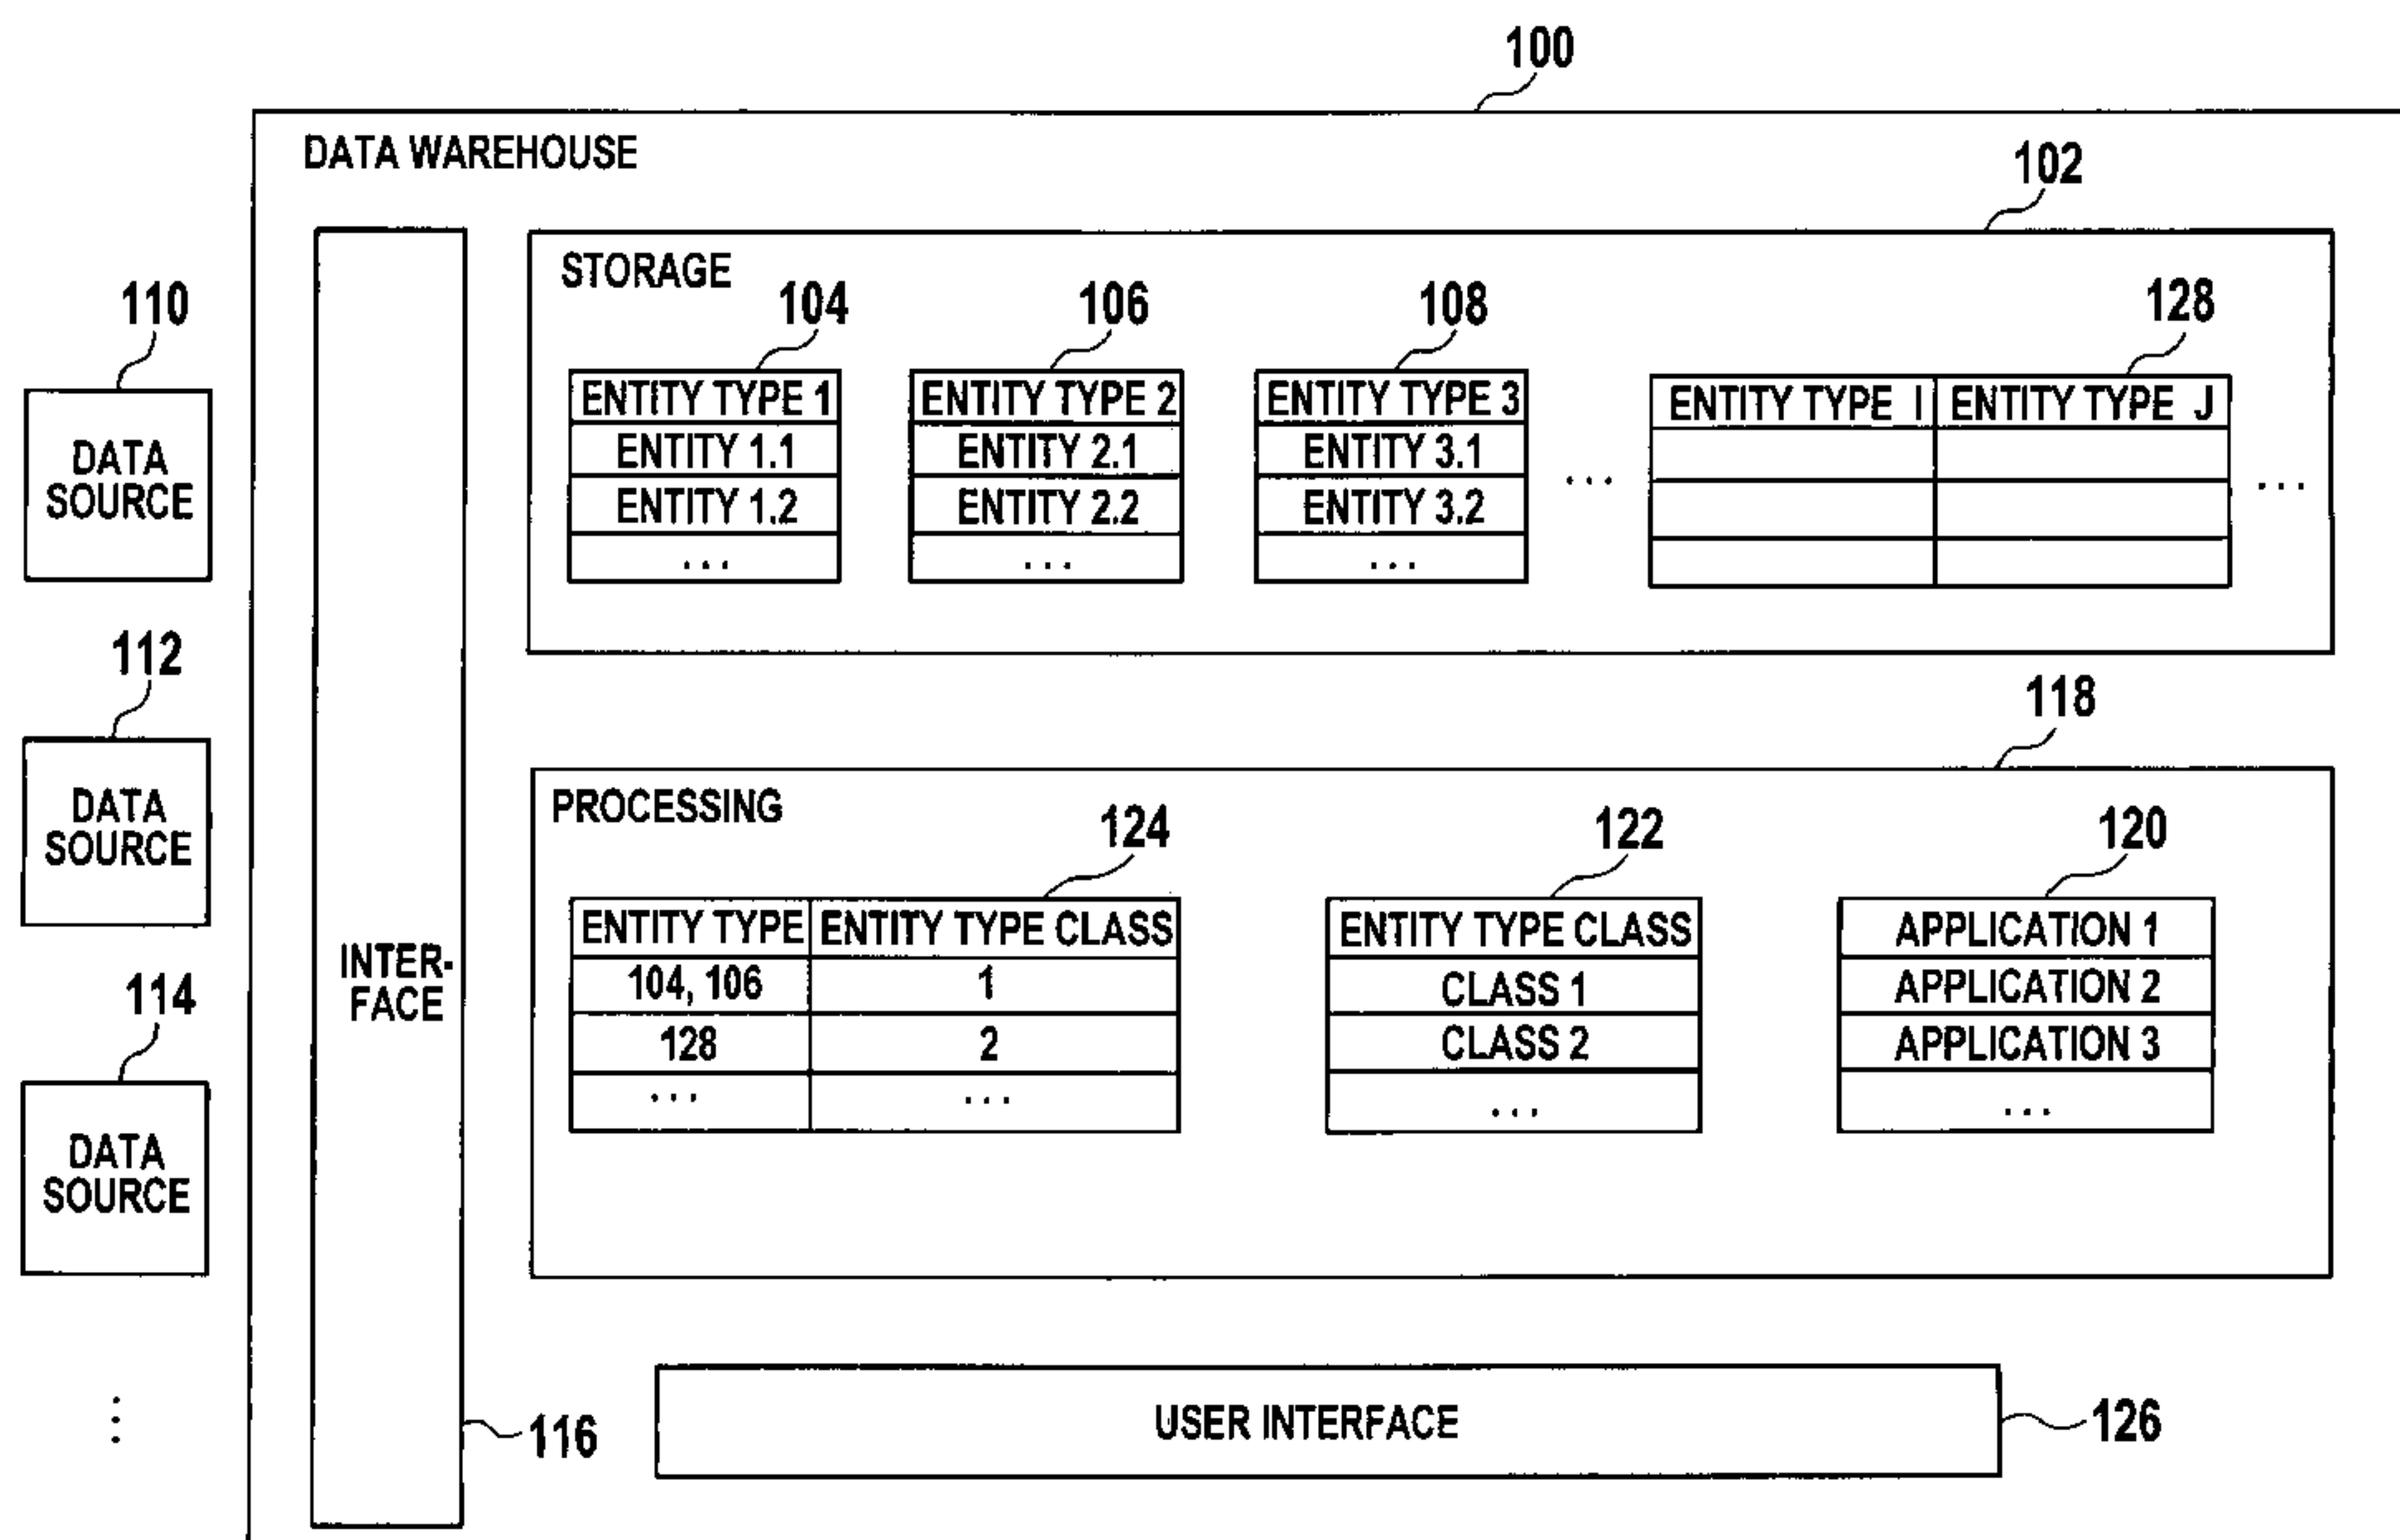 100
DATA WAREHOUSE
102
STORAGE
104
106
108
128
ENTITY TYPE 1
ENTITY 1.1
ENTITY 1.2
...
ENTITY TYPE 2
ENTITY 2.1
ENTITY 2.2
...
ENTITY TYPE 3
ENTITY 3.1
ENTITY 3.2
...
...
ENTITY TYPE I ENTITY TYPE J
...
110
DATA
SOURCE
112
DATA
SOURCE
114
DATA
SOURCE
...
INTER-
FACE
116
118
PROCESSING
124
ENTITY TYPE ENTITY TYPE CLASS
104, 106 1
128 2
... ...
122
ENTITY TYPE CLASS
CLASS 1
CLASS 2
...
120
APPLICATION 1
APPLICATION 2
APPLICATION 3
...
USER INTERFACE
126